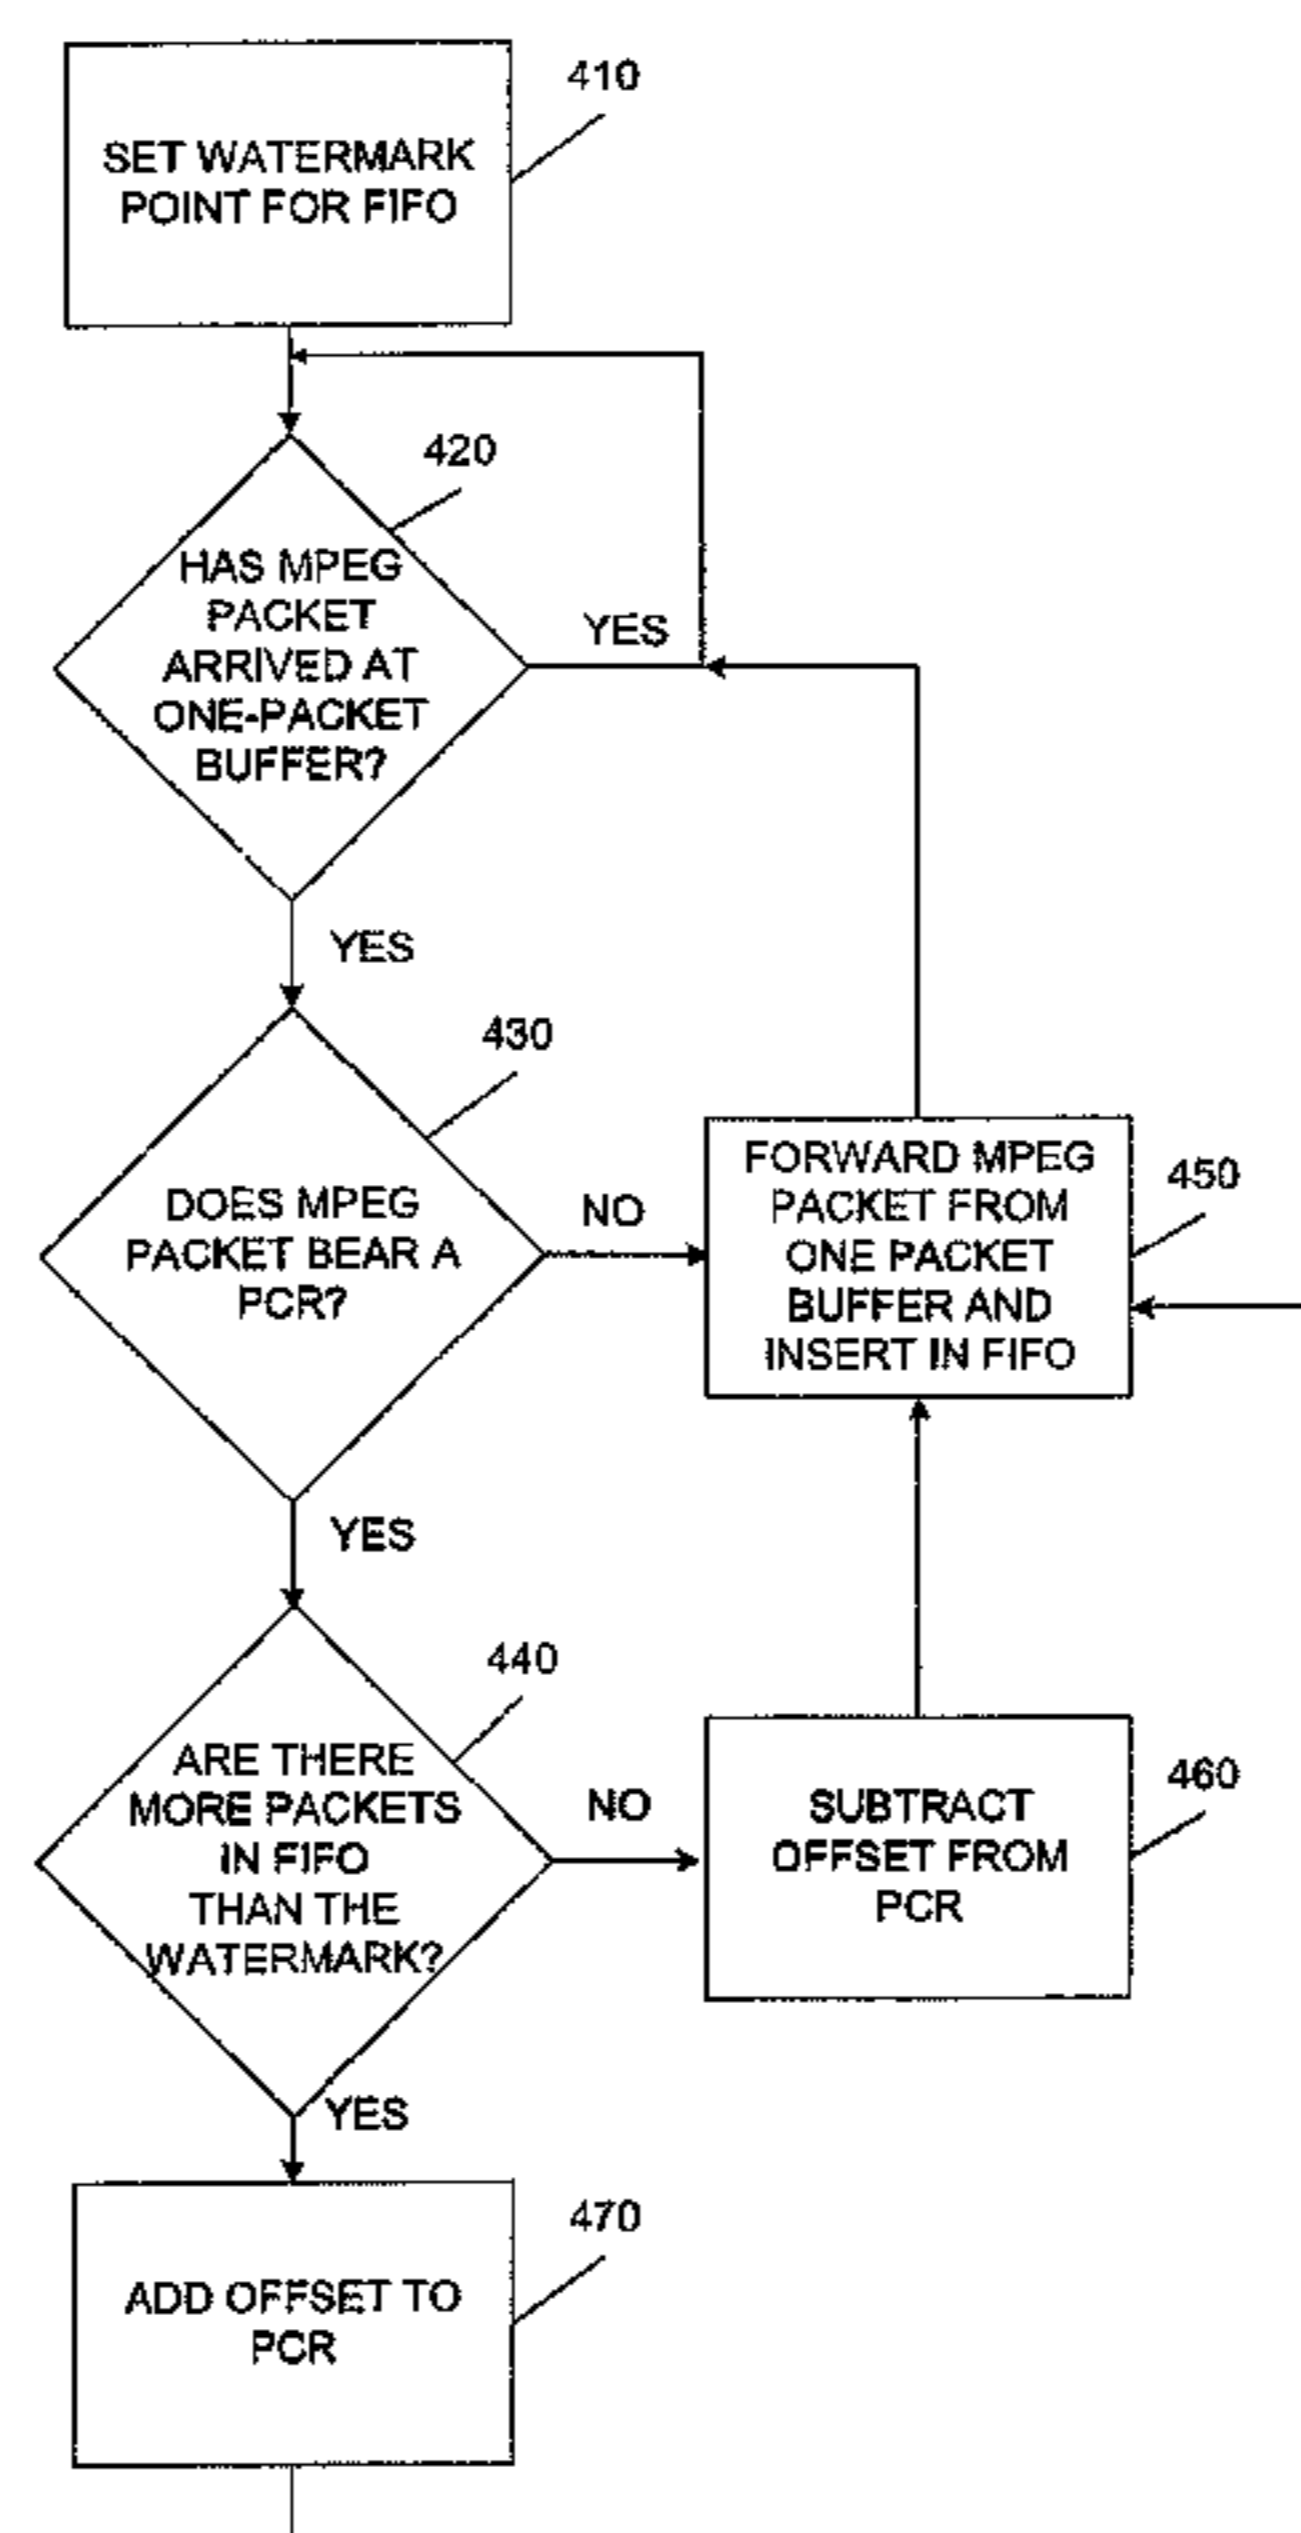 410
SET WATERMARK
POINT FOR FIFO
420
HAS MPEG
PACKET
ARRIVED AT
ONE-PACKET
BUFFER?
YES
YES
430
DOES MPEG
PACKET BEAR A
PCR?
NO
FORWARD MPEG
PACKET FROM
ONE PACKET
BUFFER AND
INSERT IN FIFO
450
YES
440
ARE THERE
MORE PACKETS
IN FIFO
THAN THE
WATERMARK?
NO
SUBTRACT
OFFSET FROM
PCR
460
YES
470
ADD OFFSET TO
PCR